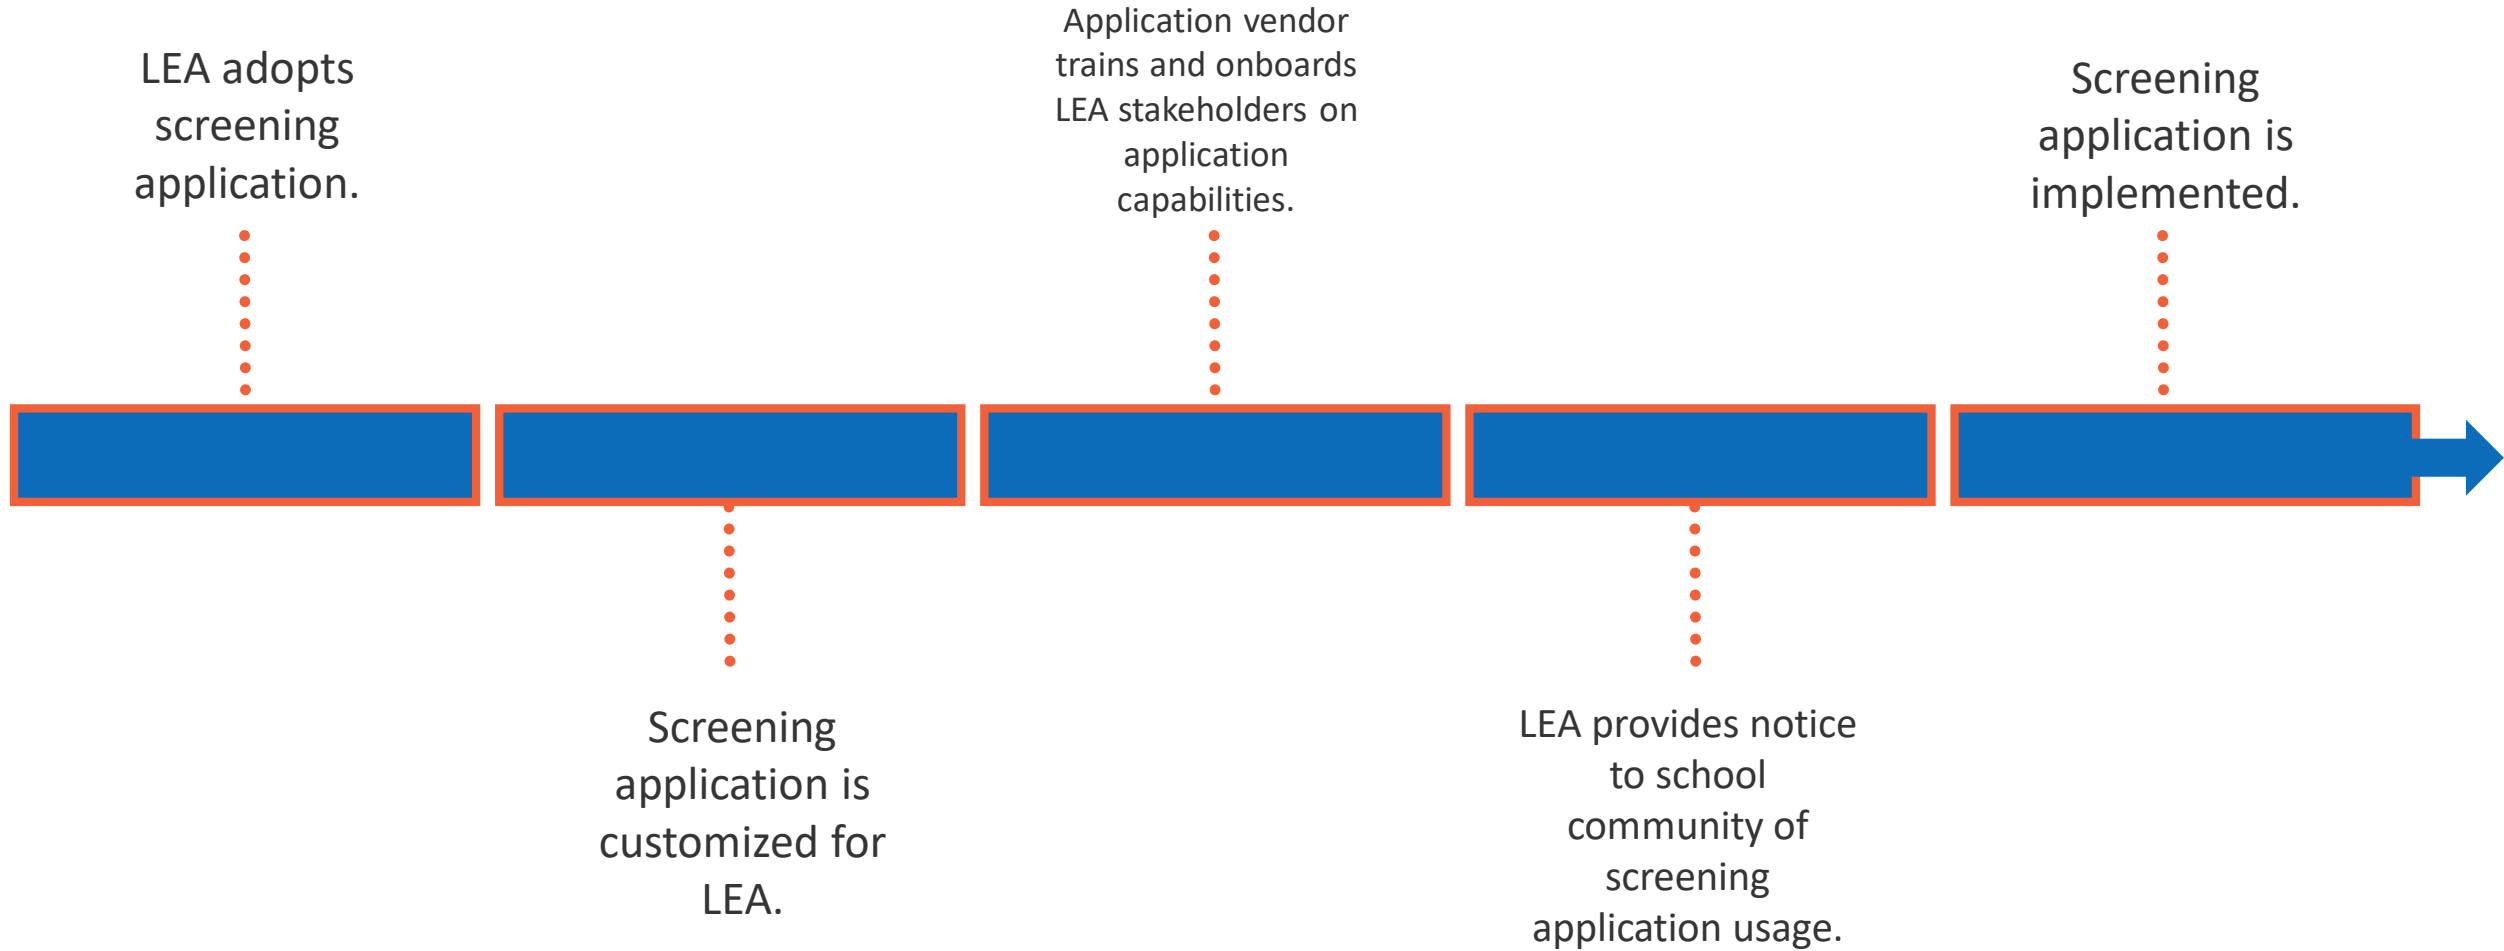 LEA adopts
screening
application.
Screening
application is
customized for
LEA.
Application vendor
trains and onboards
LEA stakeholders on
application
capabilities.
LEA provides notice
to school
community of
screening
application usage.
Screening
application is
implemented.